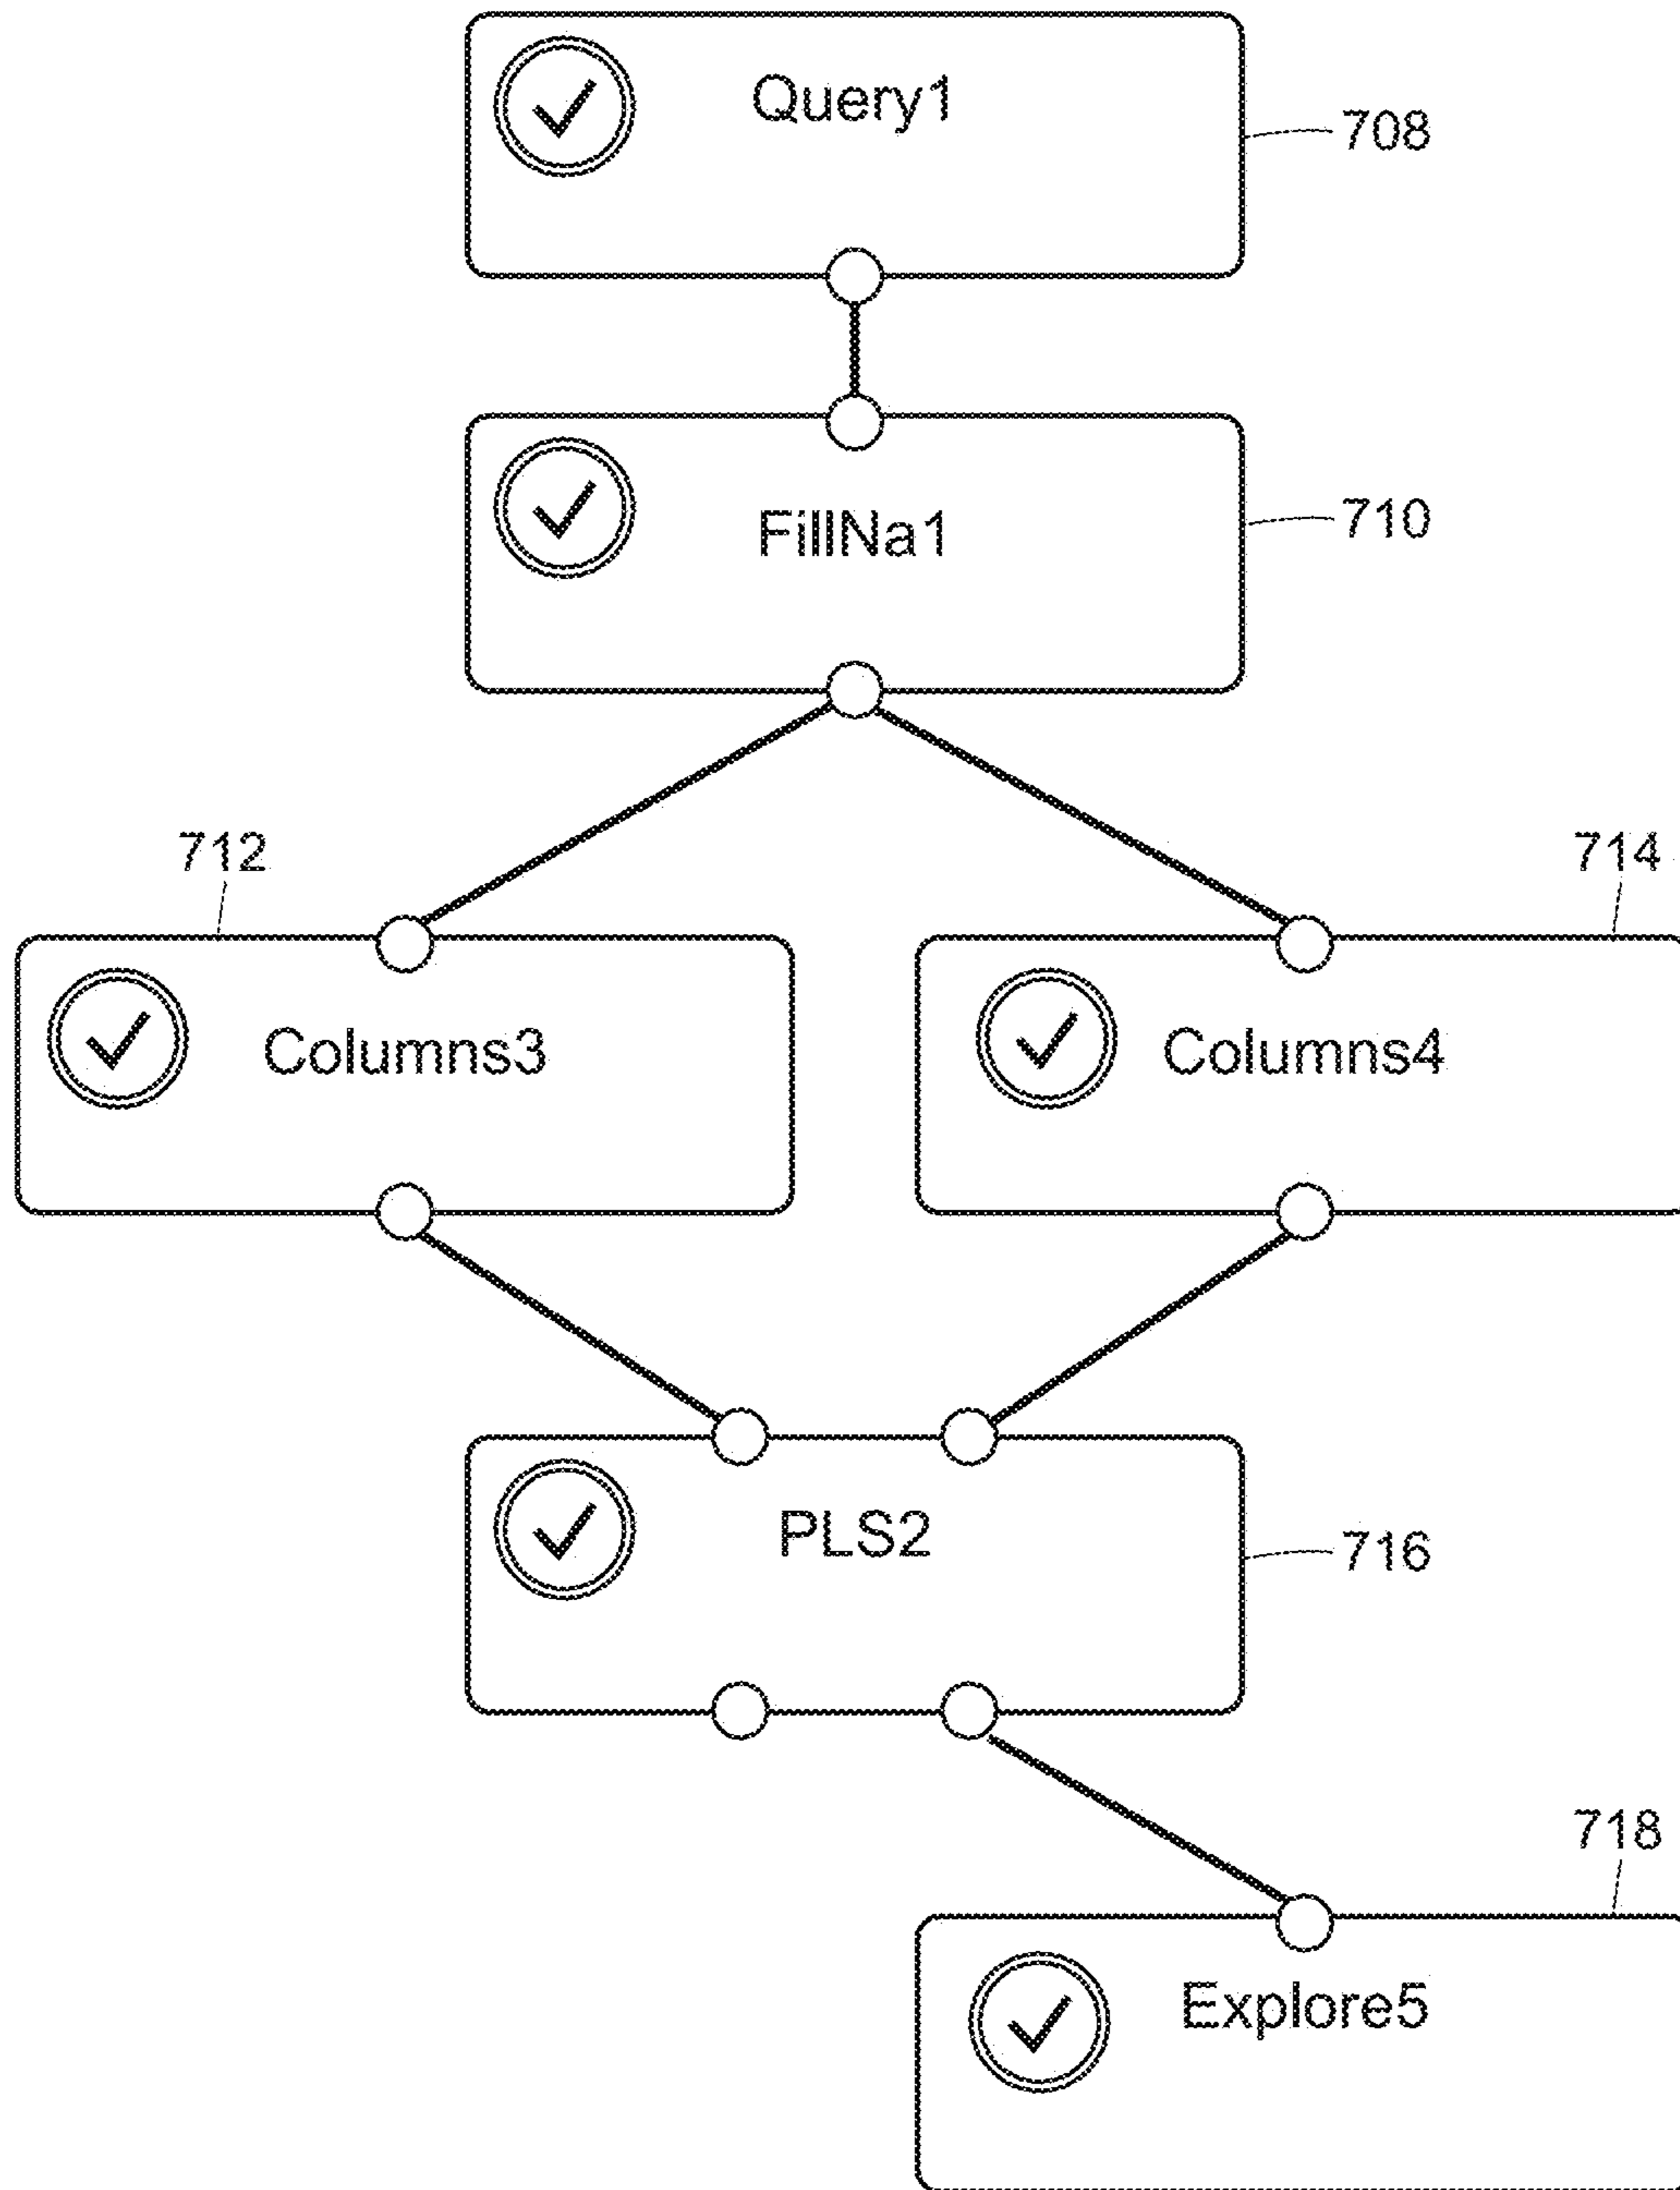 Query1
708
FillNa1
710
712
714
Columns3
Columns4
PLS2
716
718
Explore5